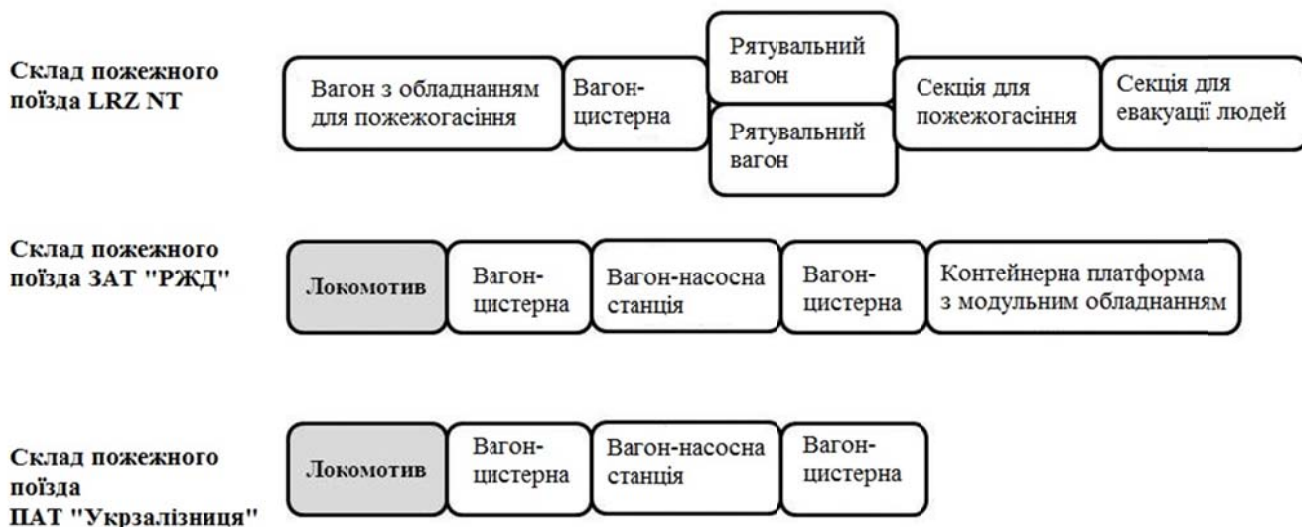 Склад пожежного
поїзда LRZ NT
Вагон з обладнанням
для пожежогасіння
Вагон-
цистерна
Рятувальний
вагон
Рятувальний
вагон
Секція для
пожежогасіння
Секція для
евакуації людей
Склад пожежного
поїзда ЗАТ "РЖД"
Локомотив
Вагон-
цистерна
Вагон-насосна
станція
Вагон-
цистерна
Контейнерна платформа
з модульним обладнанням
Склад пожежного
поїзда
ПАТ "Укрзалізниця"
Локомотив
Вагон-
цистерна
Вагон-насосна
станція
Вагон-
цистерна